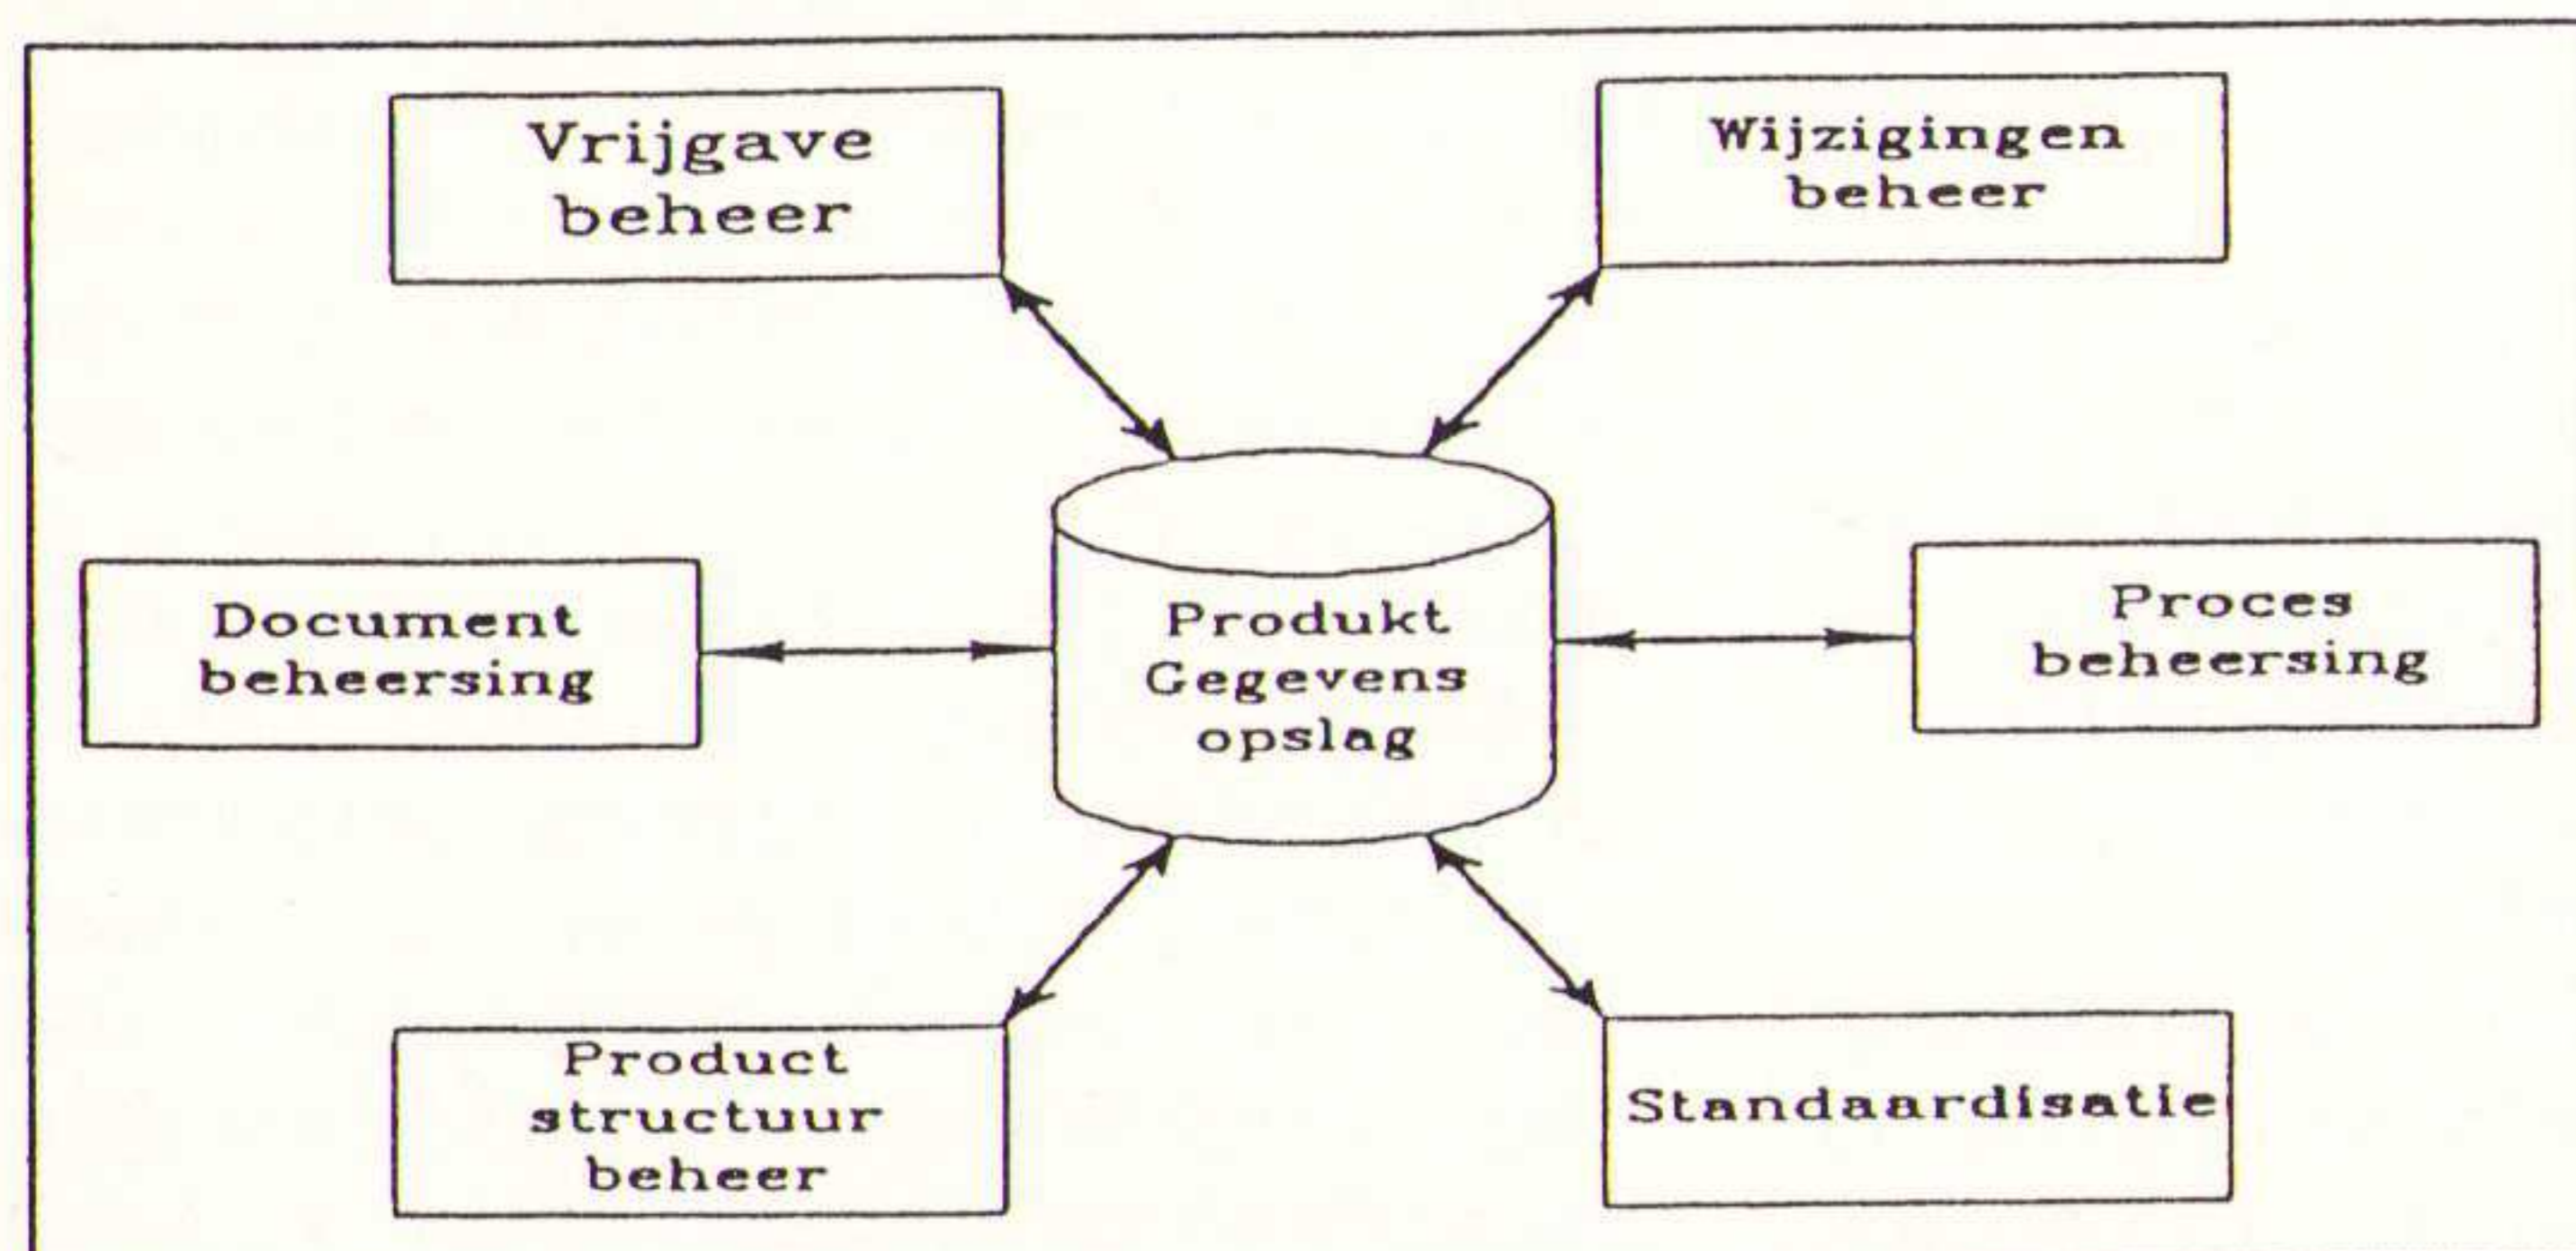 Vrijgave
beheer
Wijzigingen
beheer
Document
beheersing
Produkt
Gegevens
opslag
Proces
beheersing
Product
structuur
beheer
Standaardisatie